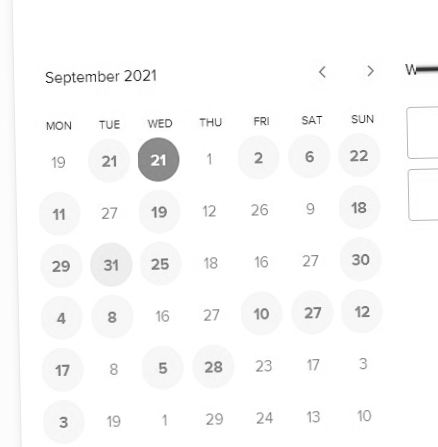 September 2021
W
MON TUE WED THU FRI SAT SUN
19 21 21 1 2 6 22
11 27 19 12 26 9 18
29 31 25 18 16 27 30
4 8 16 27 10 27 12
17 8 5 28 23 17 3
3 19 1 29 24 13 10